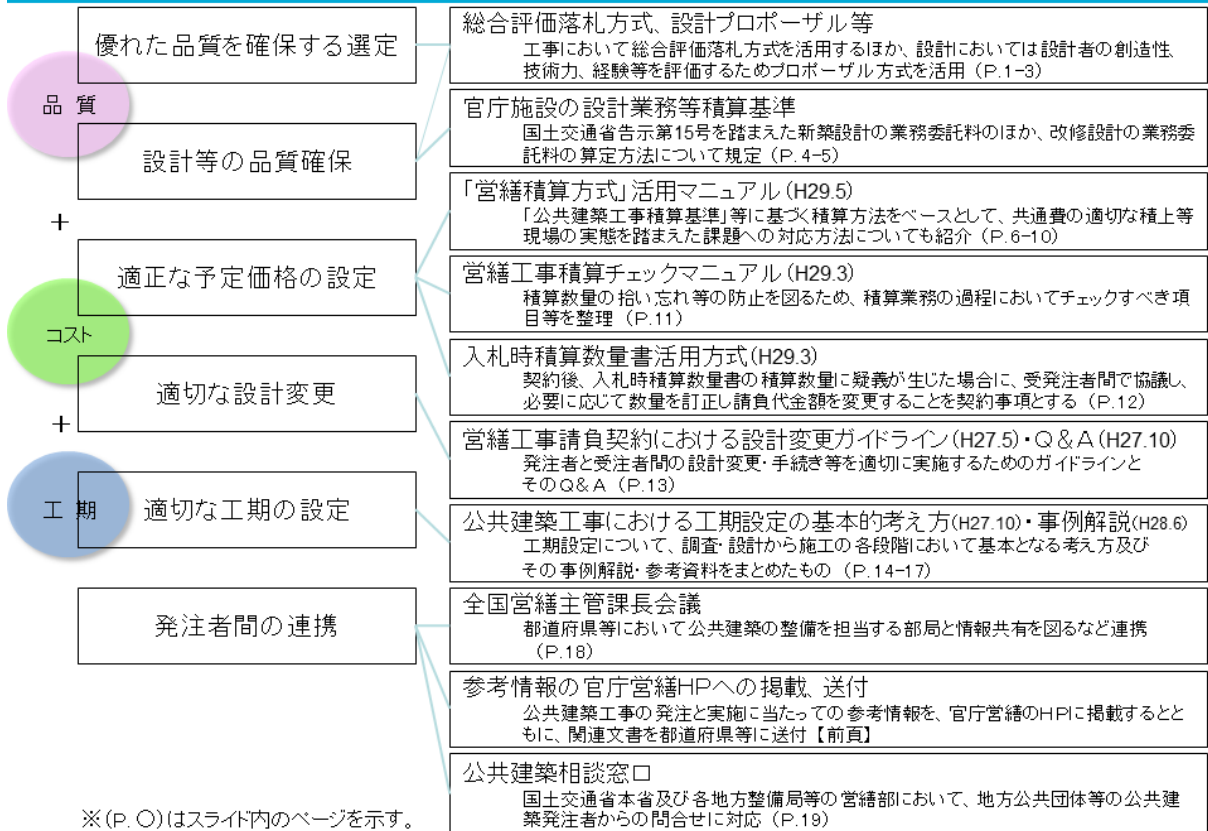 優れた品質を確保する選定
品 質
設計等の品質確保
+
適正な予定価格の設定
コスト
適切な設計変更
+
工 期
適切な工期の設定
発注者間の連携
※(P.〇)はスライド内のページを示す。
総合評価落札方式、設計プロポーザル等
工事において総合評価落札方式を活用するほか、設計においては設計者の創造性、
技術力、経験等を評価するためプロポーザル方式を活用（P.1-3）
官庁施設の設計業務等積算基準
国土交通省告示第15号を踏まえた新築設計の業務委託料のほか、改修設計の業務委
託料の算定方法について規定（P.4-5）
「営繕積算方式」活用マニュアル(H29.5)
「公共建築工事積算基準」等に基づく積算方法をベースとして、共通費の適切な積上等
現場の実態を踏まえた課題への対応方法についても紹介（P.6-10）
営繕工事積算チェックマニュアル(H29.3)
積算数量の拾い忘れ等の防止を図るため、積算業務の過程においてチェックすべき項
目等を整理（P.11）
入札時積算数量書活用方式(H29.3)
契約後、入札時積算数量書の積算数量に疑義が生じた場合に、受発注者間で協議し、
必要に応じて数量を訂正し請負代金額を変更することを契約事項とする（P.12）
営繕工事請負契約における設計変更ガイドライン(H27.5)・Q＆A(H27.10)
発注者と受注者間の設計変更・手続き等を適切に実施するためのガイドラインと
そのQ＆A（P.13）
公共建築工事における工期設定の基本的考え方(H27.10)・事例解説(H28.6)
工期設定について、調査・設計から施工の各段階において基本となる考え方及び
その事例解説・参考資料をまとめたもの（P.14-17）
全国営繕主管課長会議
都道府県等において公共建築の整備を担当する部局と情報共有を図るなど連携
（P.18）
参考情報の官庁営繕HPへの掲載、送付
公共建築工事の発注と実施に当たっての参考情報を、官庁営繕のHPに掲載するとと
もに、関連文書を都道府県等に送付【前頁】
公共建築相談窓口
国土交通省本省及び各地方整備局等の営繕部において、地方公共団体等の公共建
築発注者からの問合せに対応（P.19）